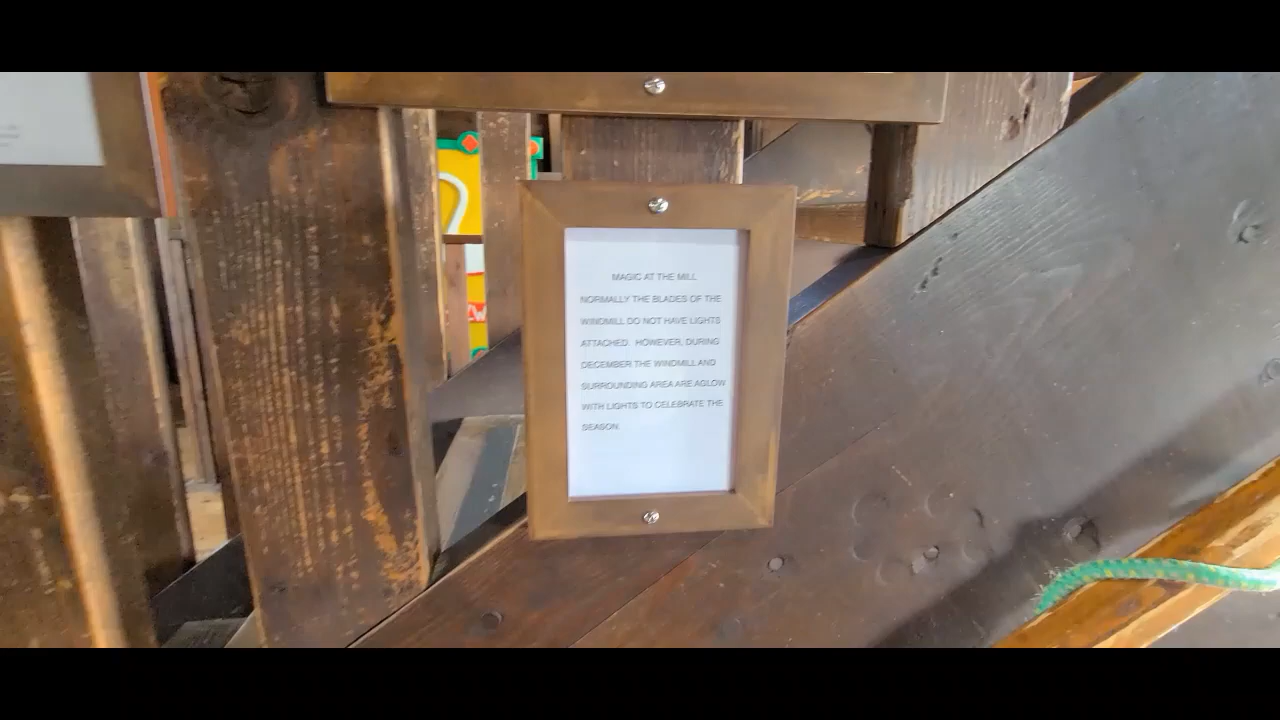 MAGIC AT THE MILL
NORMALLY THE BLADES OF THE
WINDMILL DO NOT HAVE LIGHTS
ATTACHED. HOWEVER, DURING
DECEMBER THE WINDMILL AND
SURROUNDING AREA ARE AGLOW
WITH LIGHTS TO CELEBRATE THE
SEASON.